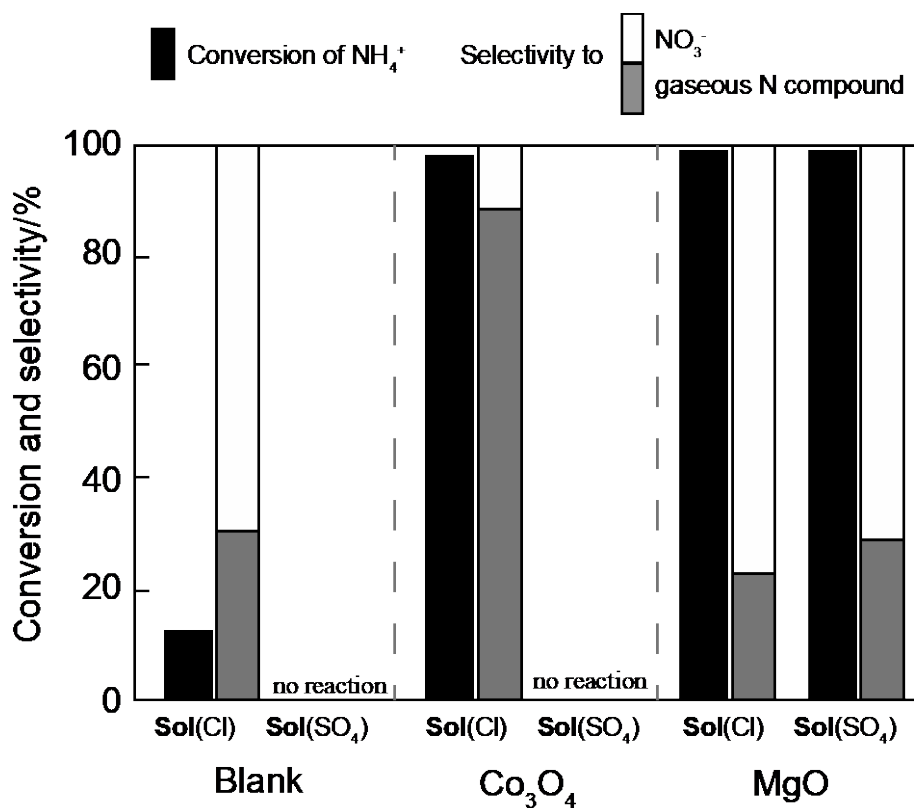 Conversion of NH₄⁺
Selectivity to
NO₃⁻
gaseous N compound
Conversion and selectivity/%
100
80
60
40
20
0
no reaction
no reaction
Sol(Cl) Sol(SO₄) Sol(Cl) Sol(SO₄) Sol(Cl) Sol(SO₄)
Blank Co₃O₄ MgO